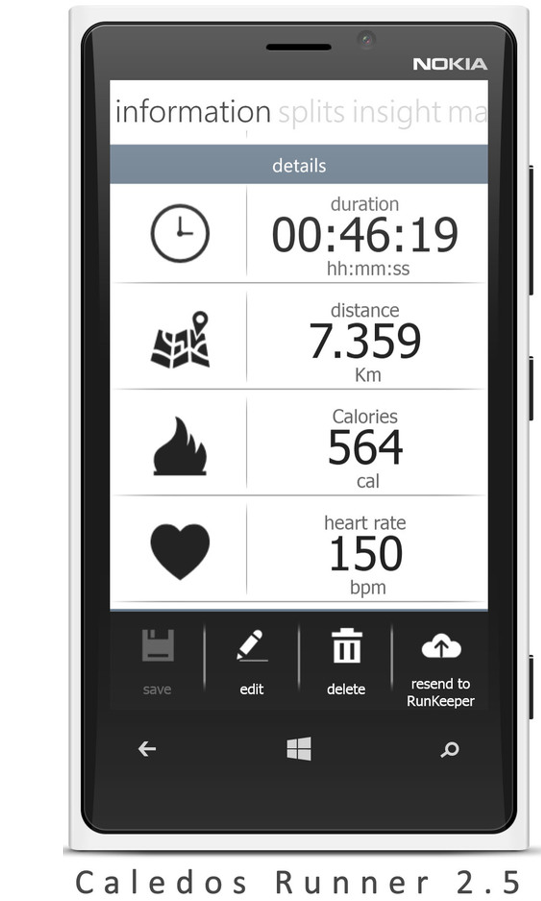 NOKIA
information splits insight ma
details
duration
00:46:19
hh:mm:ss
distance
7.359
Km
Calories
564
cal
heart rate
150
bpm
save
edit
delete
resend to
RunKeeper
Caledos Runner 2.5